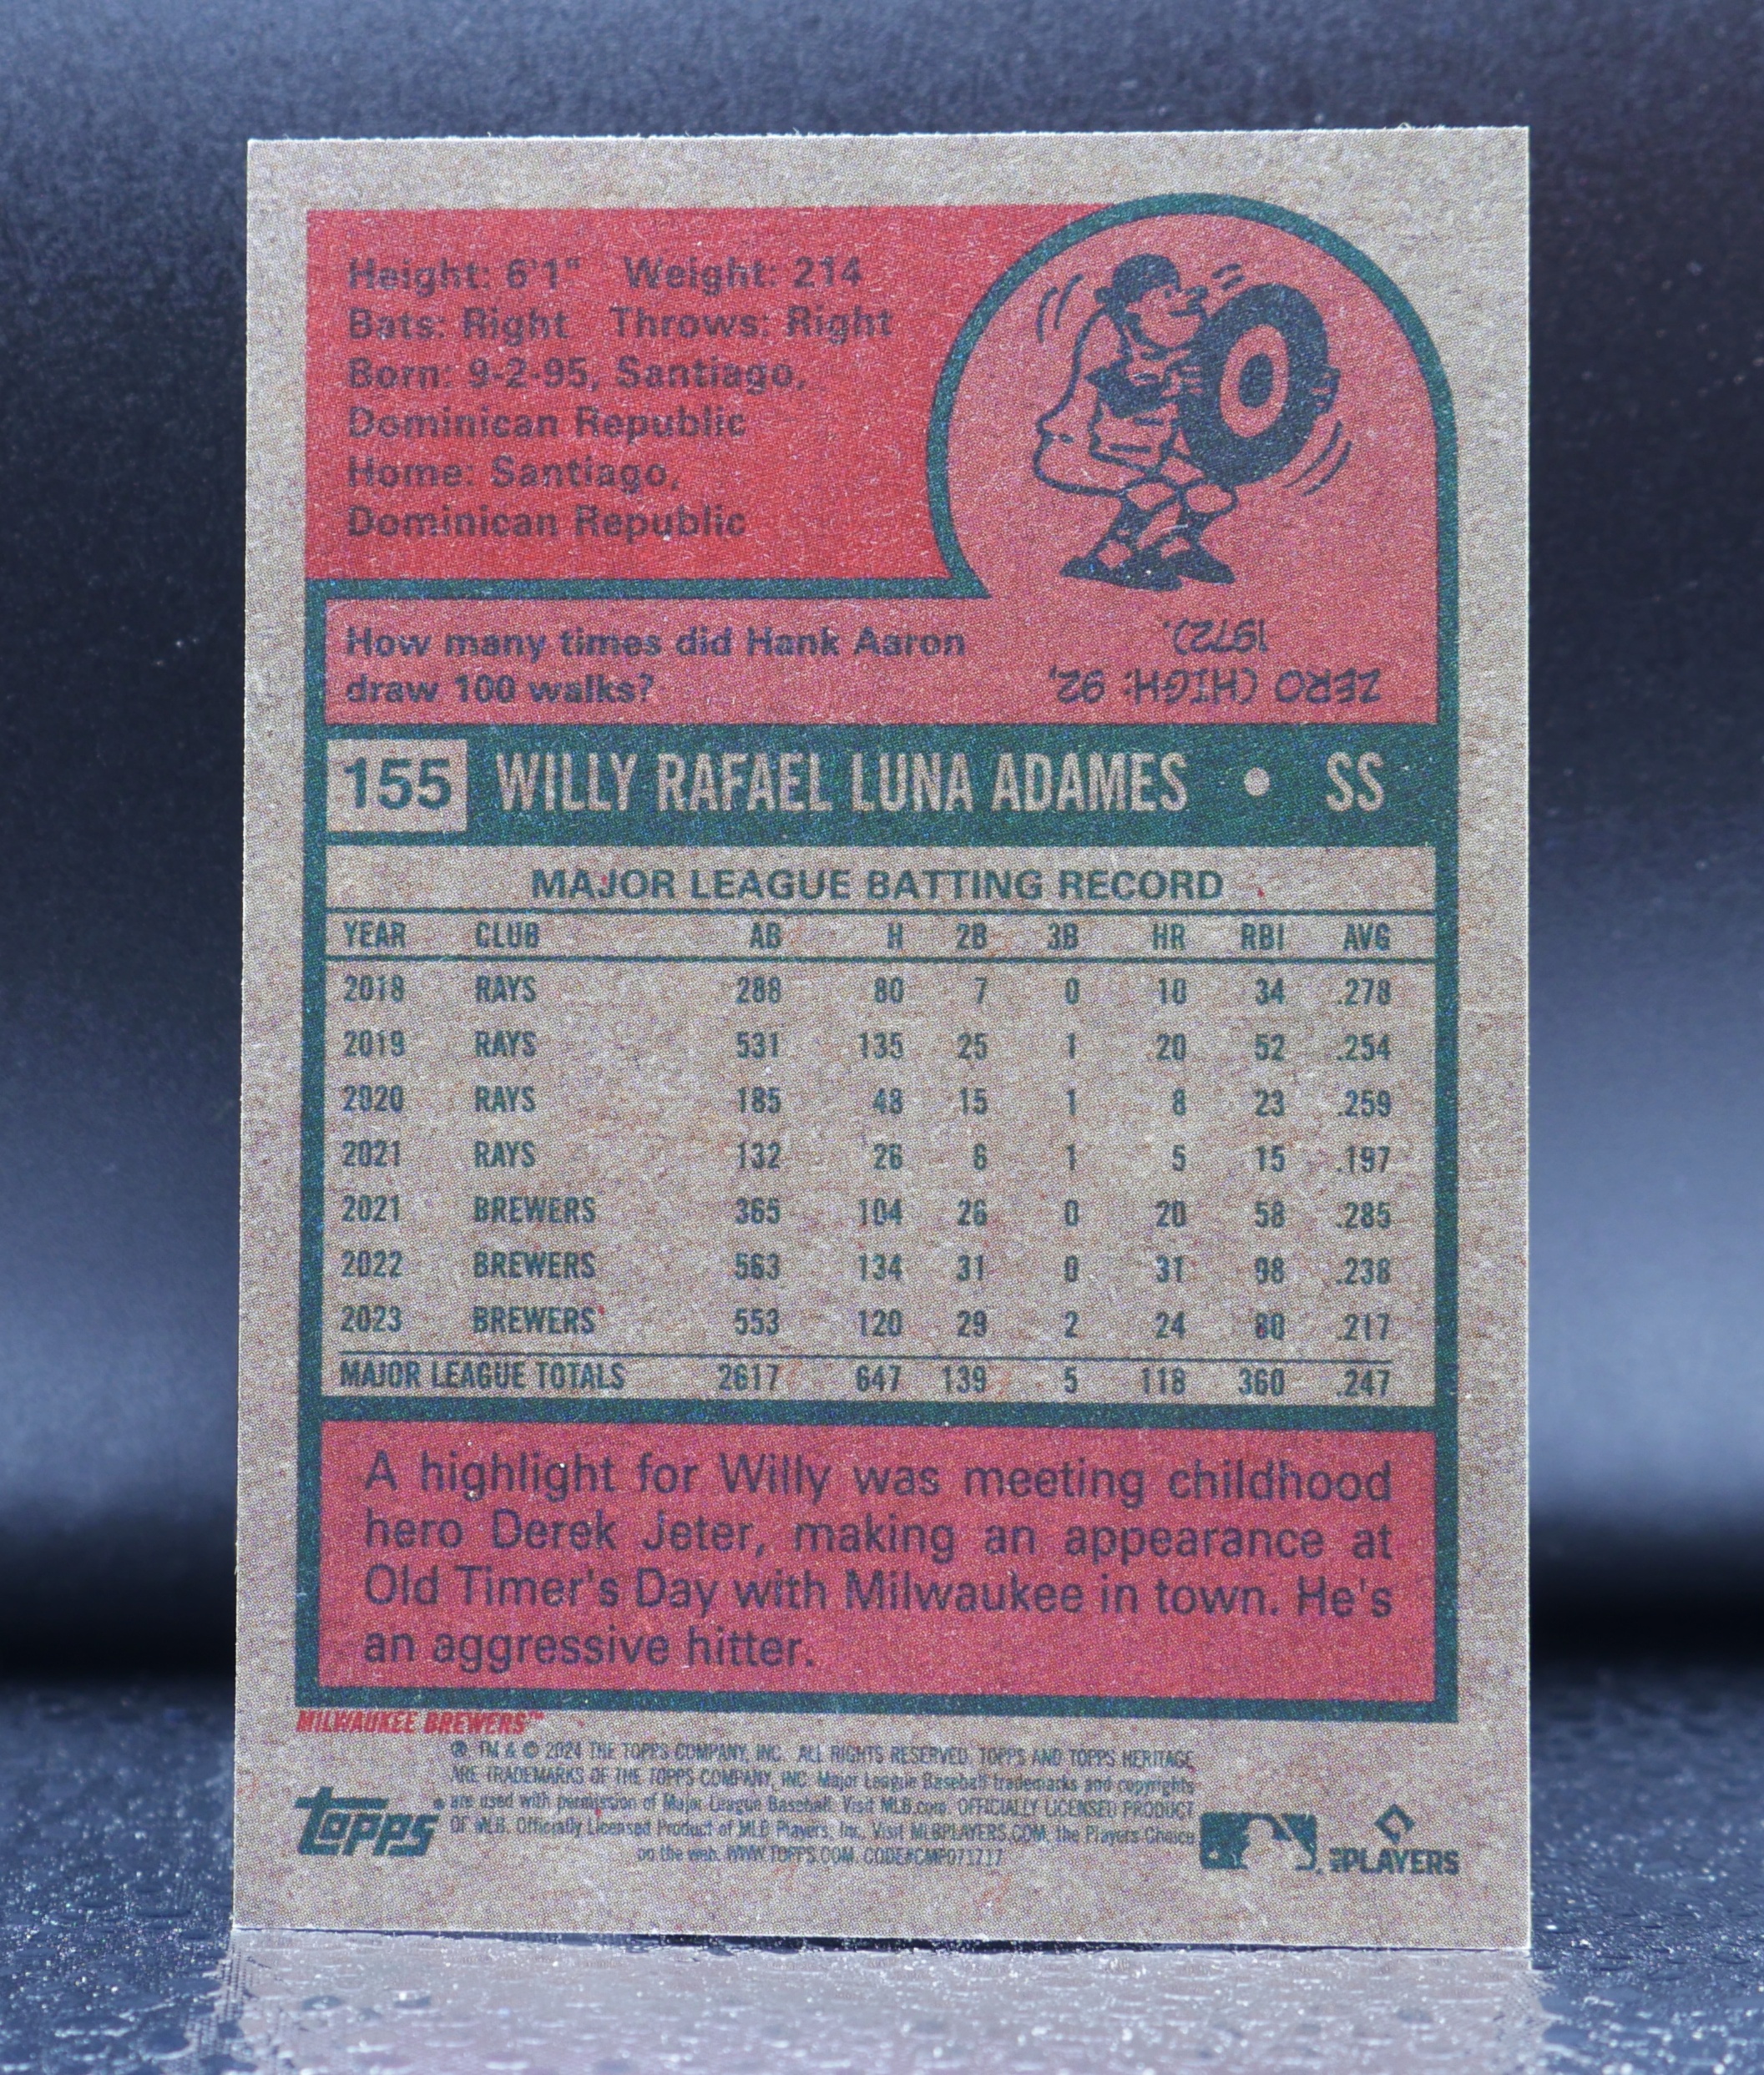 Height: 6'1" Weight: 214
Bats: Right Throws: Right
Born: 9-2-95, Santiago,
Dominican Republic
Home: Santiago,
Dominican Republic
How many times did Hank Aaron
draw 100 walks?
ZERO (HIGH: 92,
1972).
155 WILLY RAFAEL LUNA ADAMES • SS
MAJOR LEAGUE BATTING RECORD
YEAR CLUB AB H 2B 3B HR RBI AVG
2018 RAYS 288 80 7 0 10 34 .278
2019 RAYS 531 135 25 1 20 52 .254
2020 RAYS 185 48 15 1 8 23 .259
2021 RAYS 132 26 6 1 5 15 .197
2021 BREWERS 365 104 26 0 20 58 .285
2022 BREWERS 563 134 31 0 31 98 .238
2023 BREWERS 553 120 29 2 24 80 .217
MAJOR LEAGUE TOTALS 2617 647 139 5 118 360 .247
A highlight for Willy was meeting childhood
hero Derek Jeter, making an appearance at
Old Timer's Day with Milwaukee in town. He's
an aggressive hitter.
MILWAUKEE BREWERS™
®, TM & © 2024 THE TOPPS COMPANY, INC. ALL RIGHTS RESERVED. TOPPS AND TOPPS HERITAGE
ARE TRADEMARKS OF THE TOPPS COMPANY, INC. Major League Baseball trademarks and copyrights
are used with permission of Major League Baseball. Visit MLB.com. OFFICIALLY LICENSED PRODUCT
OF MLB. Officially Licensed Product of MLB Players, Inc., Visit MLBPLAYERS.COM, the Players Choice
on the web. WWW.TOPPS.COM. CODE#CMP071717
topps
MLB PLAYERS